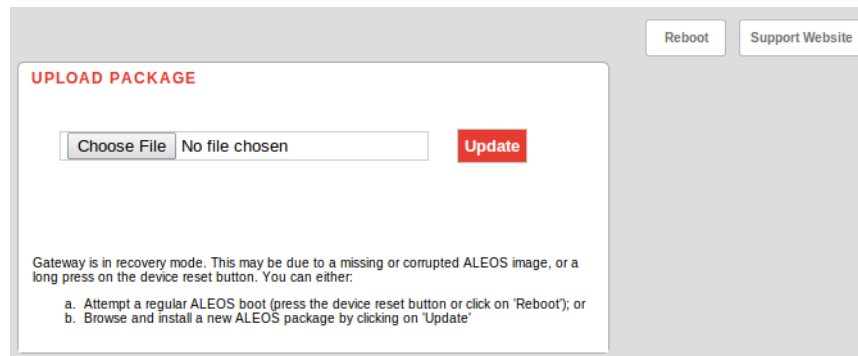 Reboot
Support Website
UPLOAD PACKAGE
Choose File No file chosen
Update
Gateway is in recovery mode. This may be due to a missing or corrupted ALEOS image, or a
long press on the device reset button. You can either:
a. Attempt a regular ALEOS boot (press the device reset button or click on 'Reboot'); or
b. Browse and install a new ALEOS package by clicking on 'Update'